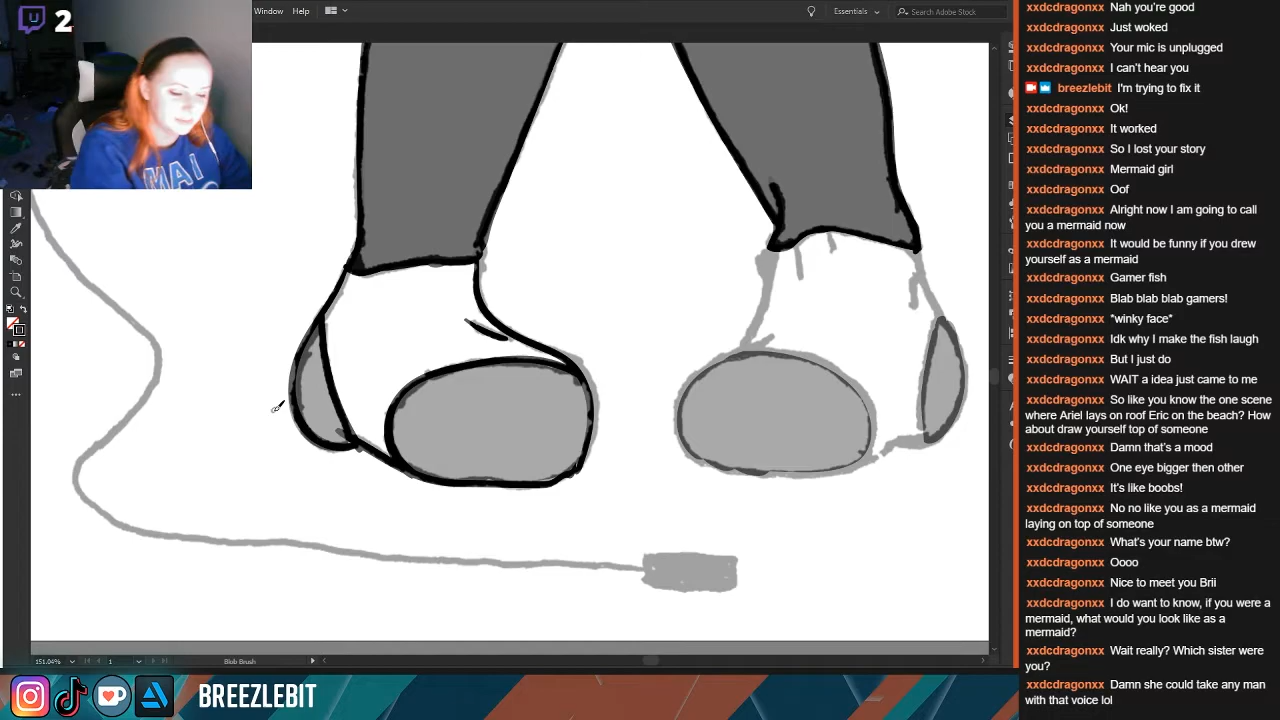 2
Window Help
Essentials
Search Adobe Stock
MAI
151.04%
1
Blob Brush
BREEZLEBIT
xxdcdragonxx Nah you're good
xxdcdragonxx Just woked
xxdcdragonxx Your mic is unplugged
xxdcdragonxx I can't hear you
breezlebit I'm trying to fix it
xxdcdragonxx Ok!
xxdcdragonxx It worked
xxdcdragonxx So I lost your story
xxdcdragonxx Mermaid girl
xxdcdragonxx Oof
xxdcdragonxx Alright now I am going to call
you a mermaid now
xxdcdragonxx It would be funny if you drew
yourself as a mermaid
xxdcdragonxx Gamer fish
xxdcdragonxx Blab blab blab gamers!
xxdcdragonxx *winky face*
xxdcdragonxx Idk why I make the fish laugh
xxdcdragonxx But I just do
xxdcdragonxx WAIT a idea just came to me
xxdcdragonxx So like you know the one scene
where Ariel lays on roof Eric on the beach? How
about draw yourself top of someone
xxdcdragonxx Damn that's a mood
xxdcdragonxx One eye bigger then other
xxdcdragonxx It's like boobs!
xxdcdragonxx No no like you as a mermaid
laying on top of someone
xxdcdragonxx What's your name btw?
xxdcdragonxx Oooo
xxdcdragonxx Nice to meet you Brii
xxdcdragonxx I do want to know, if you were a
mermaid, what would you look like as a
mermaid?
xxdcdragonxx Wait really? Which sister were
you?
xxdcdragonxx Damn she could take any man
with that voice lol